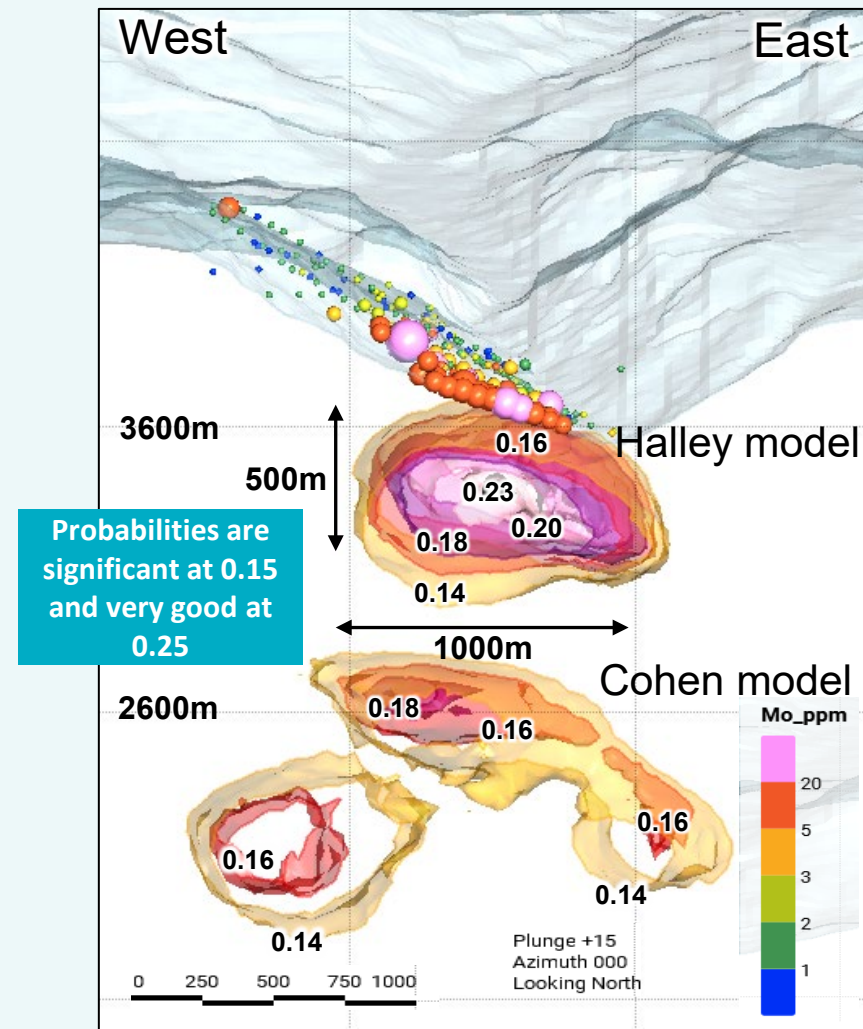 West
East
3600m
500m
0.16
Halley model
0.23
0.20
0.18
0.14
Probabilities are
significant at 0.15
and very good at
0.25
1000m
Cohen model
2600m
0.18
0.16
Mo_ppm
20
5
3
2
1
0.16
0.16
0.14
0.14
Plunge +15
Azimuth 000
Looking North
0 250 500 750 1000